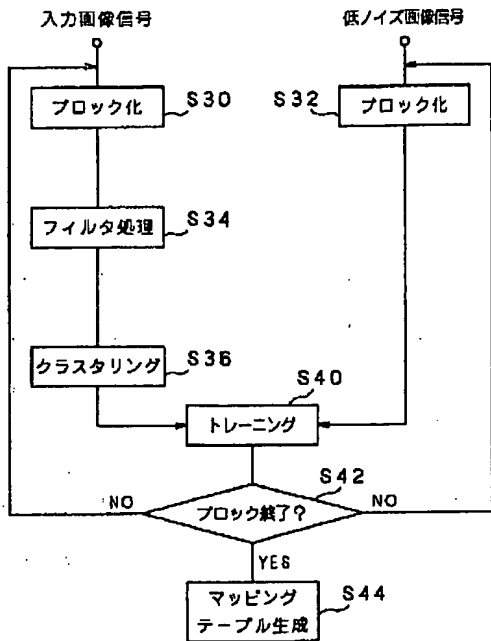 入力画像信号
低ノイズ画像信号
ブロック化
S30
S32
ブロック化
フィルタ処理
S34
クラスタリング
S36
S40
トレーニング
S42
NO
ブロック終了?
NO
YES
マッピング
テーブル生成
S44